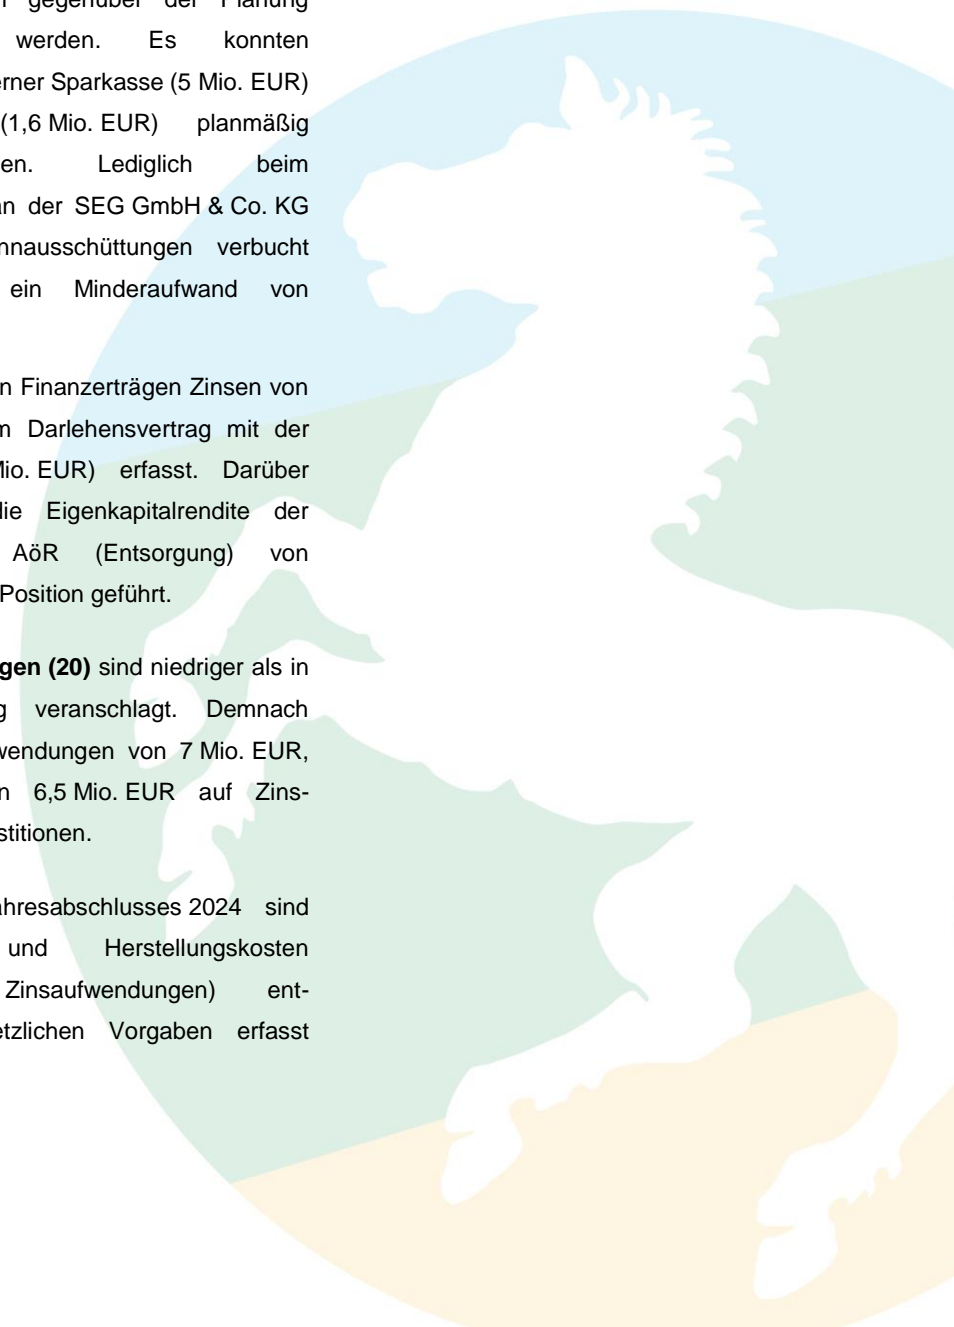 gegenüber der Planung
werden. Es konnten
erner Sparkasse (5 Mio. EUR)
(1,6 Mio. EUR) planmäßig
en. Lediglich beim
an der SEG GmbH & Co. KG
nnausschüttungen verbucht
ein Minderaufwand von
n Finanzerträgen Zinsen von
m Darlehensvertrag mit der
Mio. EUR) erfasst. Darüber
die Eigenkapitalrendite der
AöR (Entsorgung) von
Position geführt.
gen (20) sind niedriger als in
g veranschlagt. Demnach
wendungen von 7 Mio. EUR,
n 6,5 Mio. EUR auf Zins-
stitionen.
ahresabschlusses 2024 sind
und Herstellungskosten
Zinsaufwendungen) ent-
etzlichen Vorgaben erfasst